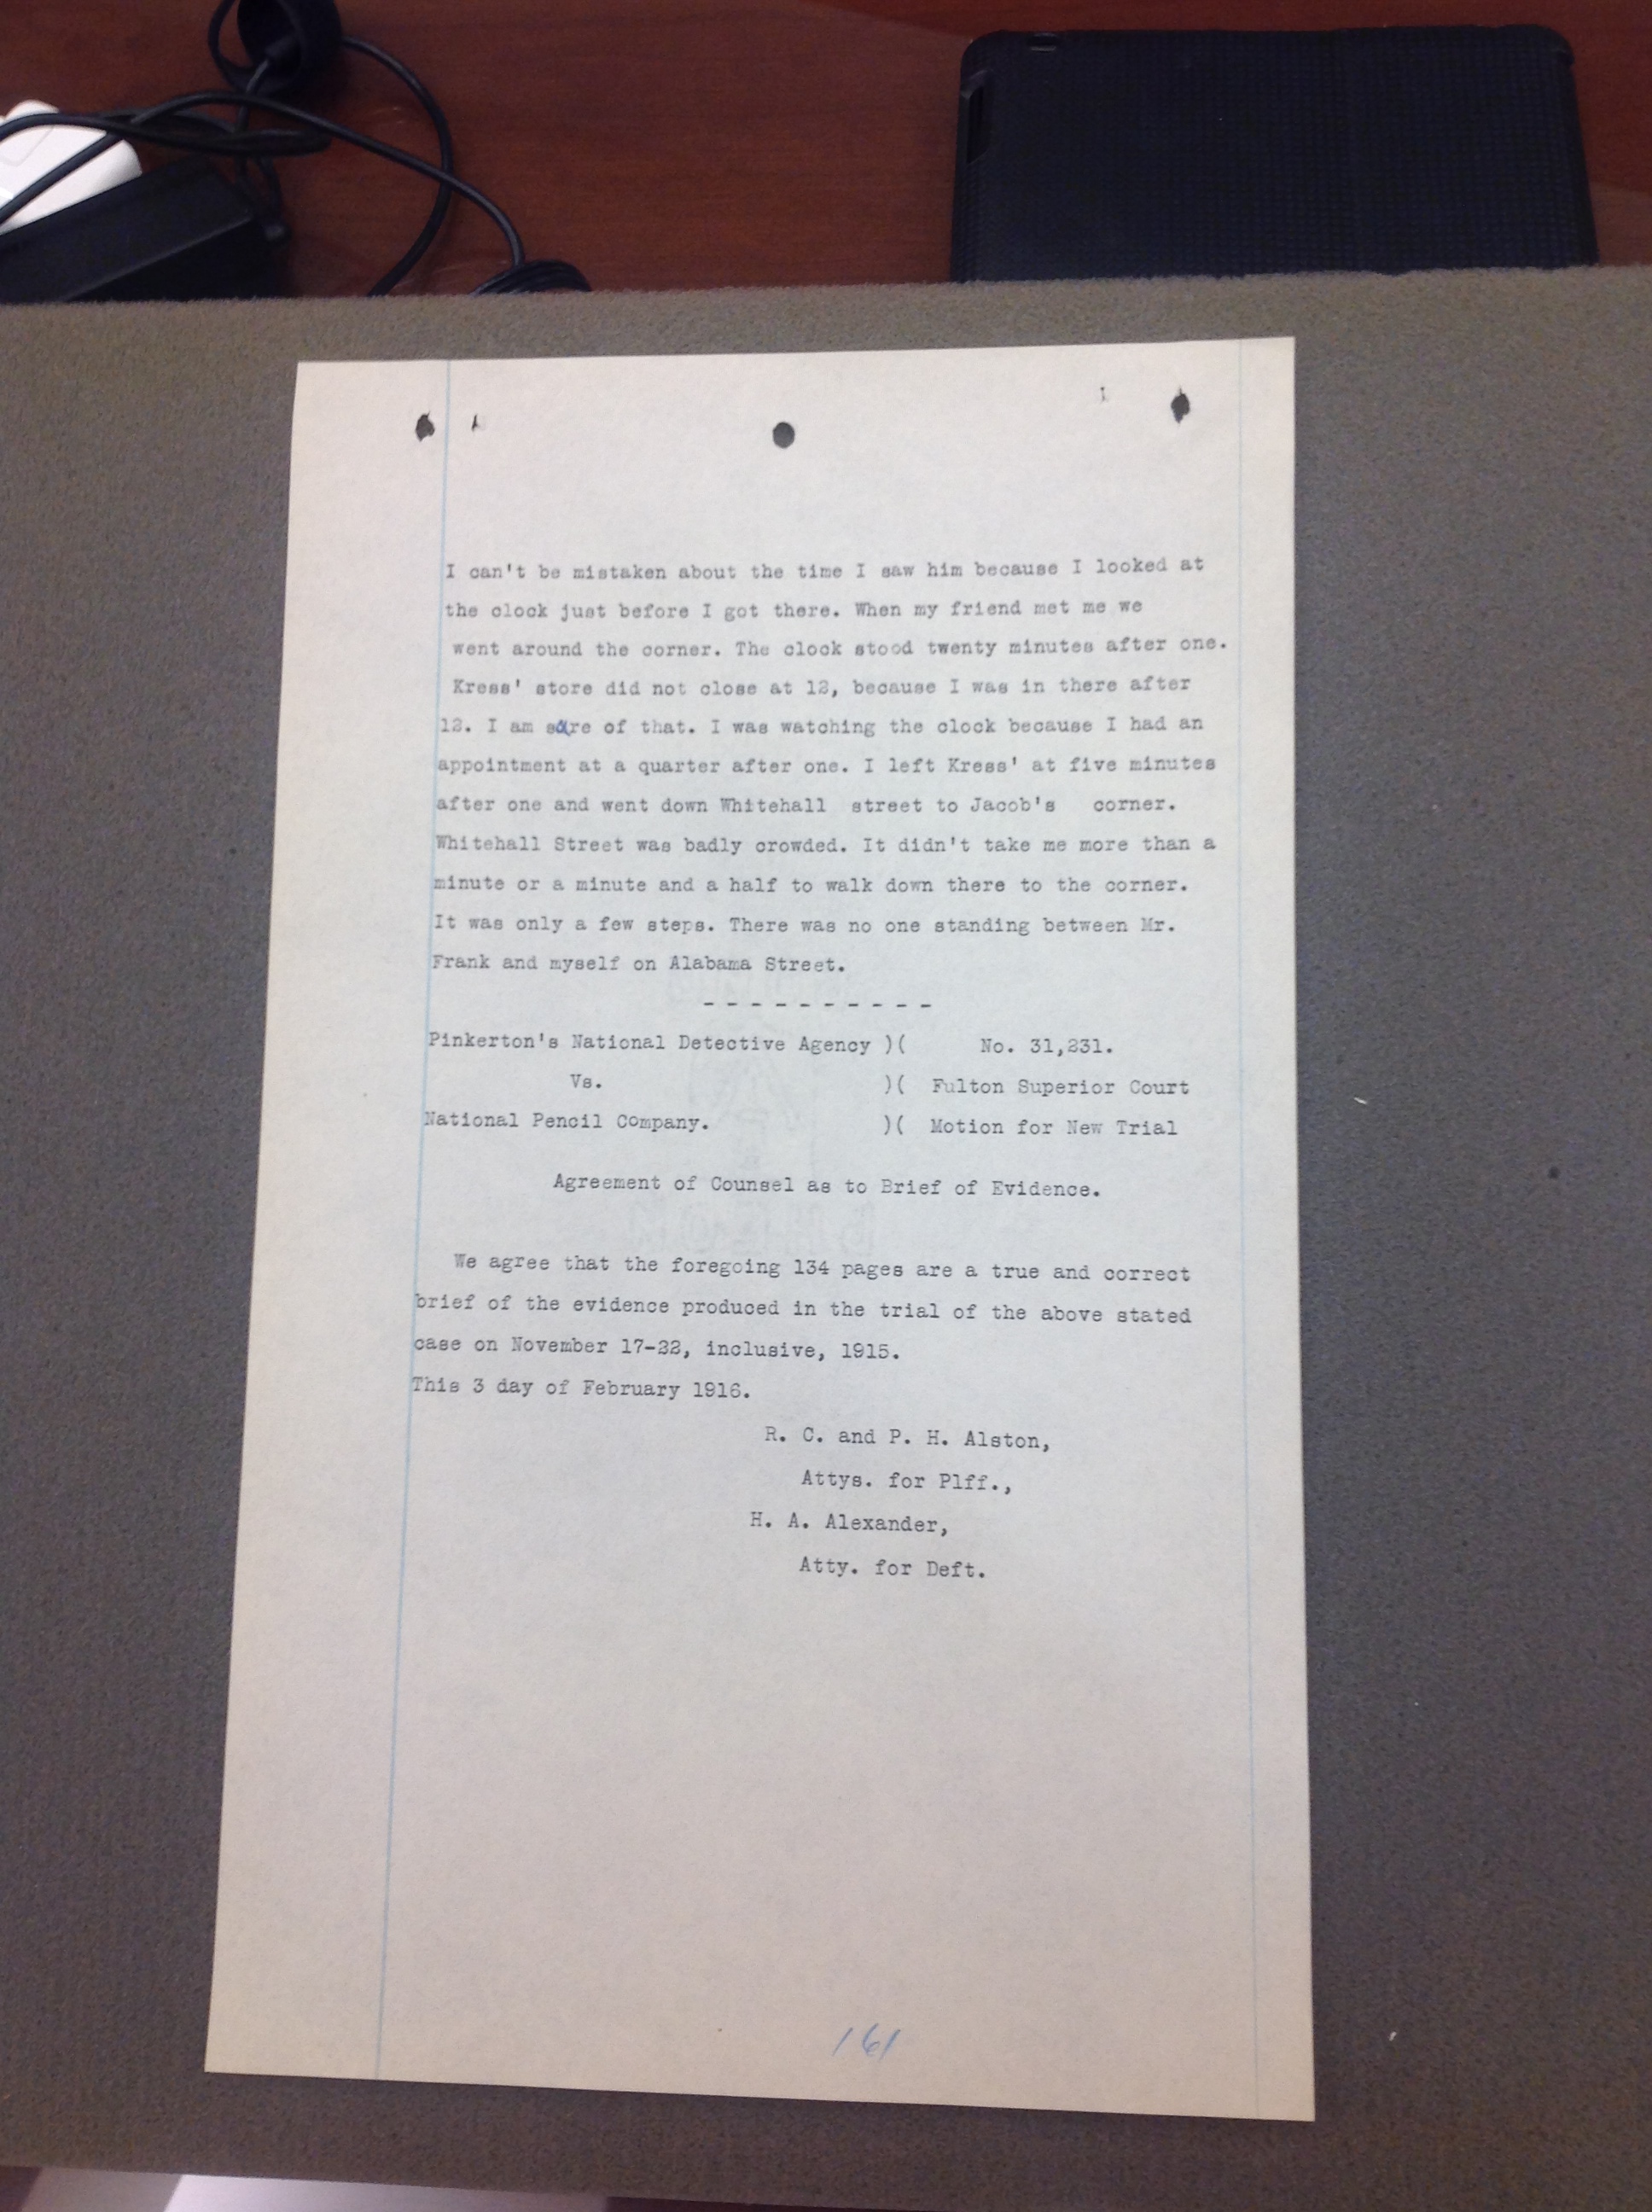 I can't be mistaken about the time I saw him because I looked at
the clock just before I got there. When my friend met me we
went around the corner. The clock stood twenty minutes after one.
Kress' store did not close at 12, because I was in there after
12. I am sure of that. I was watching the clock because I had an
appointment at a quarter after one. I left Kress' at five minutes
after one and went down Whitehall street to Jacob's corner.
Whitehall Street was badly crowded. It didn't take me more than a
minute or a minute and a half to walk down there to the corner.
It was only a few steps. There was no one standing between Mr.
Frank and myself on Alabama Street.
- - - - - - - - - -
Pinkerton's National Detective Agency )( No. 31,231.
Vs. )( Fulton Superior Court
National Pencil Company. )( Motion for New Trial
Agreement of Counsel as to Brief of Evidence.
We agree that the foregoing 134 pages are a true and correct
brief of the evidence produced in the trial of the above stated
case on November 17-22, inclusive, 1915.
This 3 day of February 1916.
R. C. and P. H. Alston,
Attys. for Plff.,
H. A. Alexander,
Atty. for Deft.
161